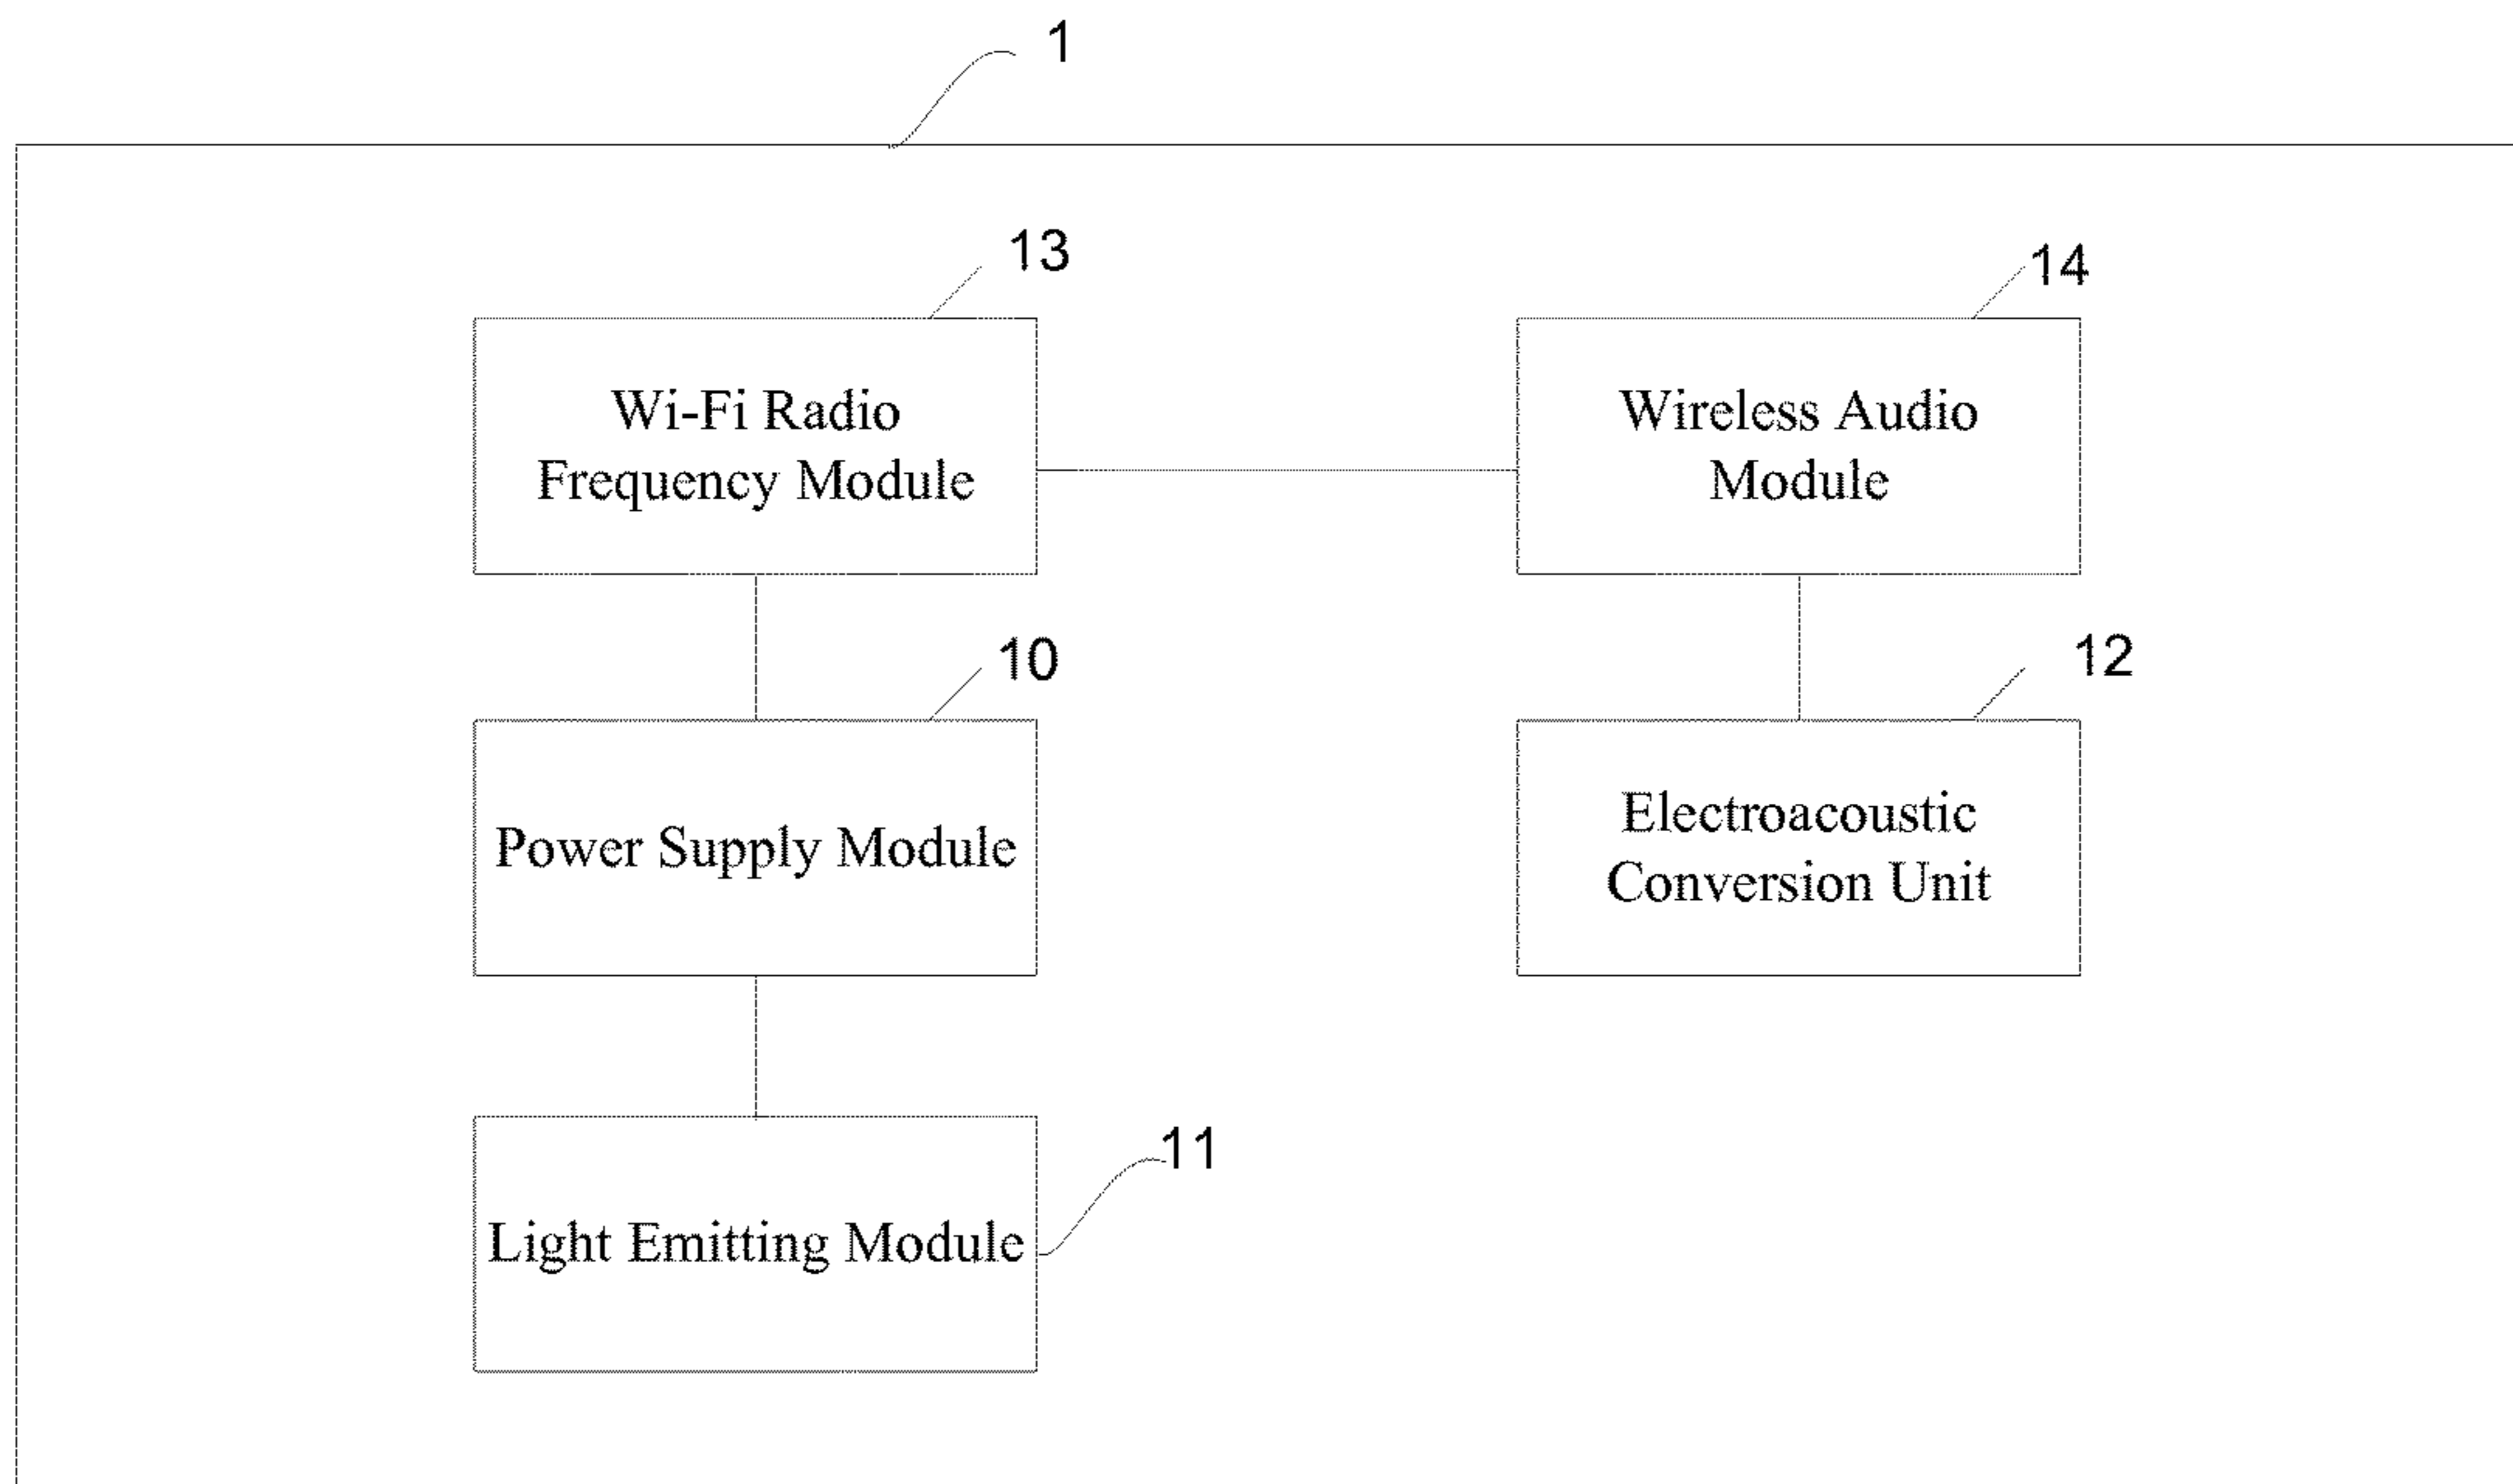 1
13
14
Wi-Fi Radio
Frequency Module
Wireless Audio
Module
10
12
Power Supply Module
Electroacoustic
Conversion Unit
11
Light Emitting Module